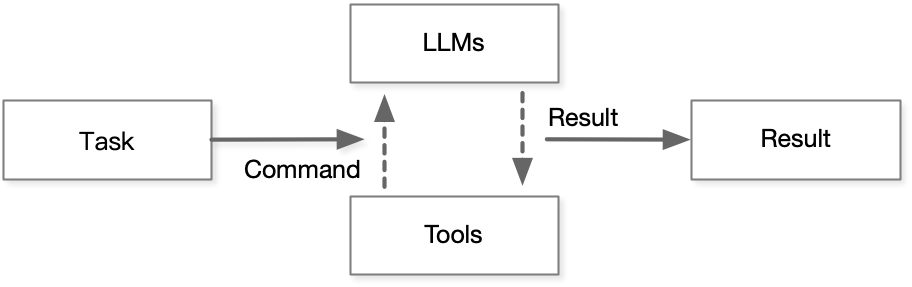 LLMs
Task
Command
Result
Result
Tools